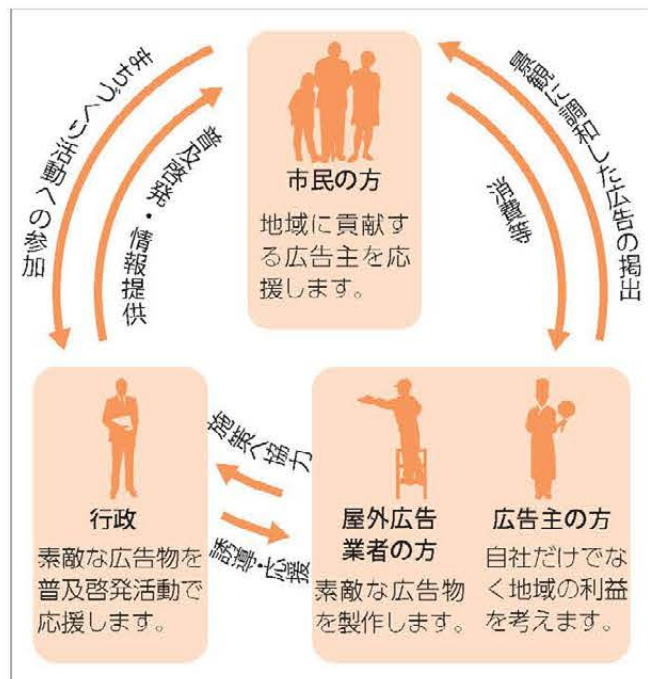 まちづくり活動への参加
普及啓発・情報提供
市民の方
地域に貢献す
る広告主を応
援します。
消費等
景観に調和した広告の掲出
行政
素敵な広告物を
普及啓発活動で
応援します。
施策へ協力
誘導・応援
屋外広告
業者の方
素敵な広告物
を製作します。
広告主の方
自社だけでな
く地域の利益
を考えます。